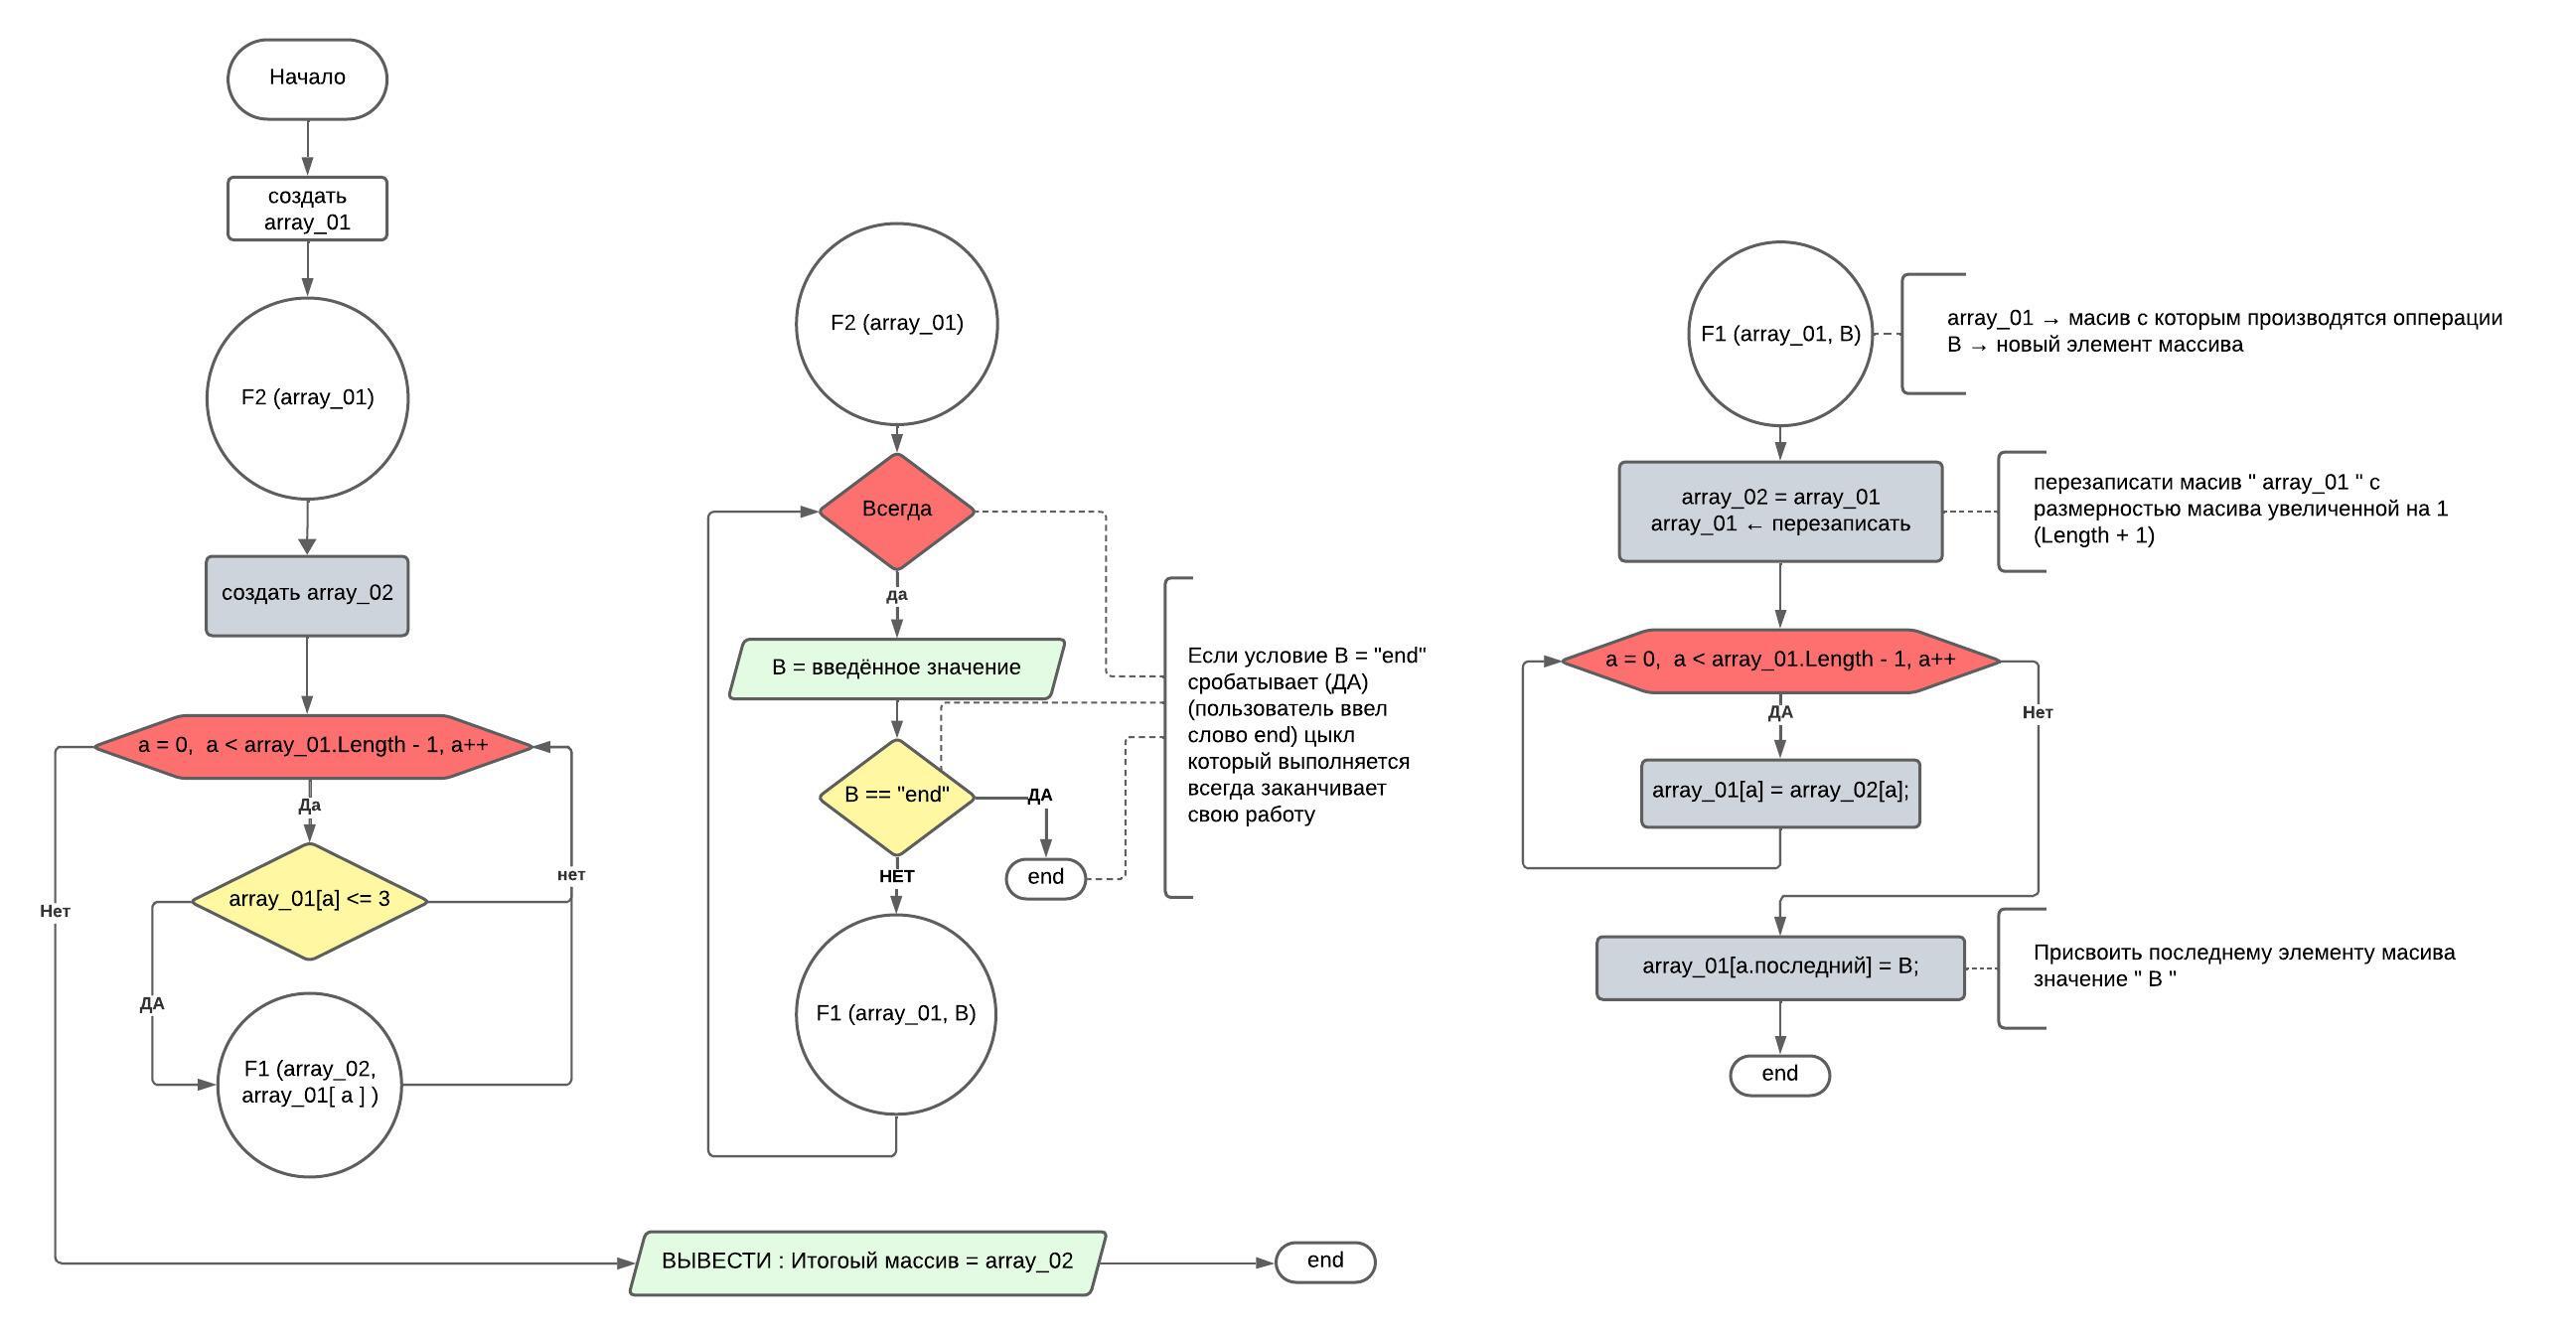 Начало
создать
array_01
F2 (array_01)
создать array_02
a = 0,  a < array_01.Length - 1, a++
Да
array_01[a] <= 3
нет
Нет
ДА
F1 (array_02,
array_01[ a ] )
ВЫВЕСТИ : Итогоый массив = array_02
end
F2 (array_01)
Всегда
да
B = введённое значение
B == "end"
ДА
end
НЕТ
F1 (array_01, B)
Если условие B = "end"
сробатывает (ДА)
(пользователь ввел
слово end) цыкл
который выполняется
всегда заканчивает
свою работу
F1 (array_01, B)
array_01 → масив с которым производятся опперации
B → новый элемент массива
array_02 = array_01
array_01 ← перезаписать
перезаписати масив " array_01 " с
размерностью масива увеличенной на 1
(Length + 1)
a = 0,  a < array_01.Length - 1, a++
ДА
Нет
array_01[a] = array_02[a];
array_01[a.последний] = B;
Присвоить последнему элементу масива
значение " B "
end